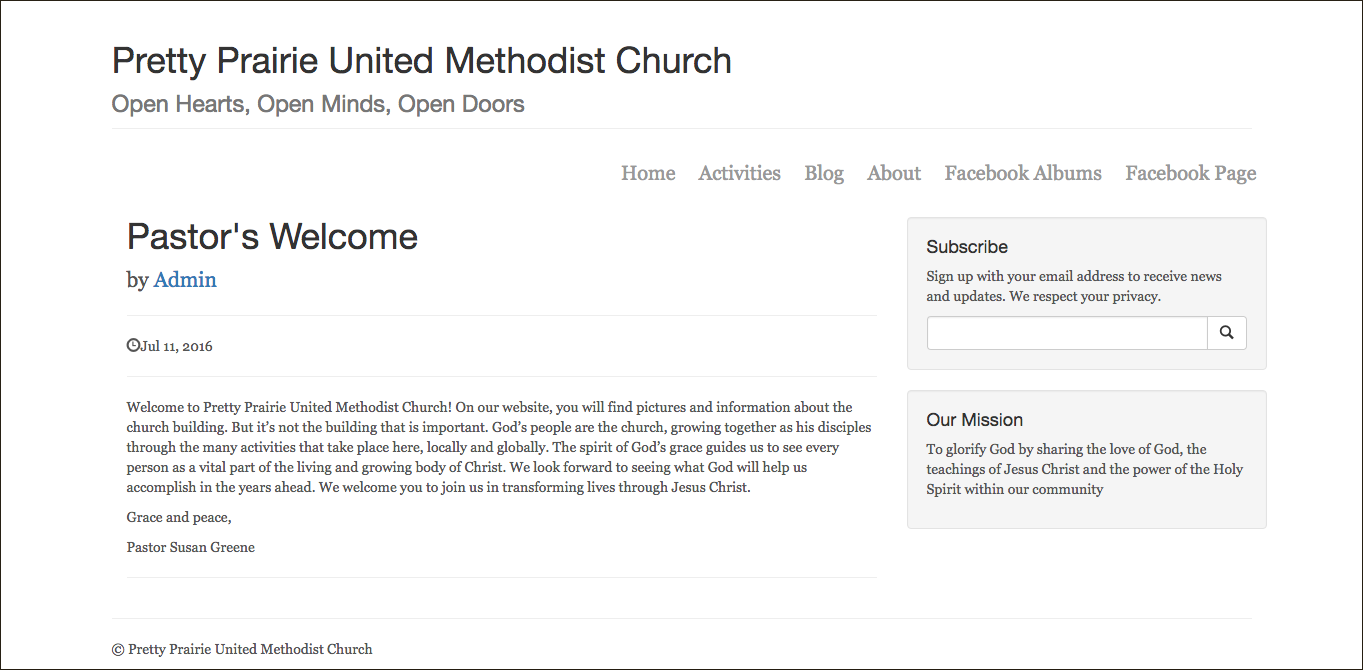 Pretty Prairie United Methodist Church
Open Hearts, Open Minds, Open Doors
Home Activities Blog About Facebook Albums Facebook Page
Pastor's Welcome
by Admin
Jul 11, 2016
Welcome to Pretty Prairie United Methodist Church! On our website, you will find pictures and information about the
church building. But it’s not the building that is important. God’s people are the church, growing together as his disciples
through the many activities that take place here, locally and globally. The spirit of God’s grace guides us to see every
person as a vital part of the living and growing body of Christ. We look forward to seeing what God will help us
accomplish in the years ahead. We welcome you to join us in transforming lives through Jesus Christ.
Grace and peace,
Pastor Susan Greene
Subscribe
Sign up with your email address to receive news
and updates. We respect your privacy.
Our Mission
To glorify God by sharing the love of God, the
teachings of Jesus Christ and the power of the Holy
Spirit within our community
© Pretty Prairie United Methodist Church